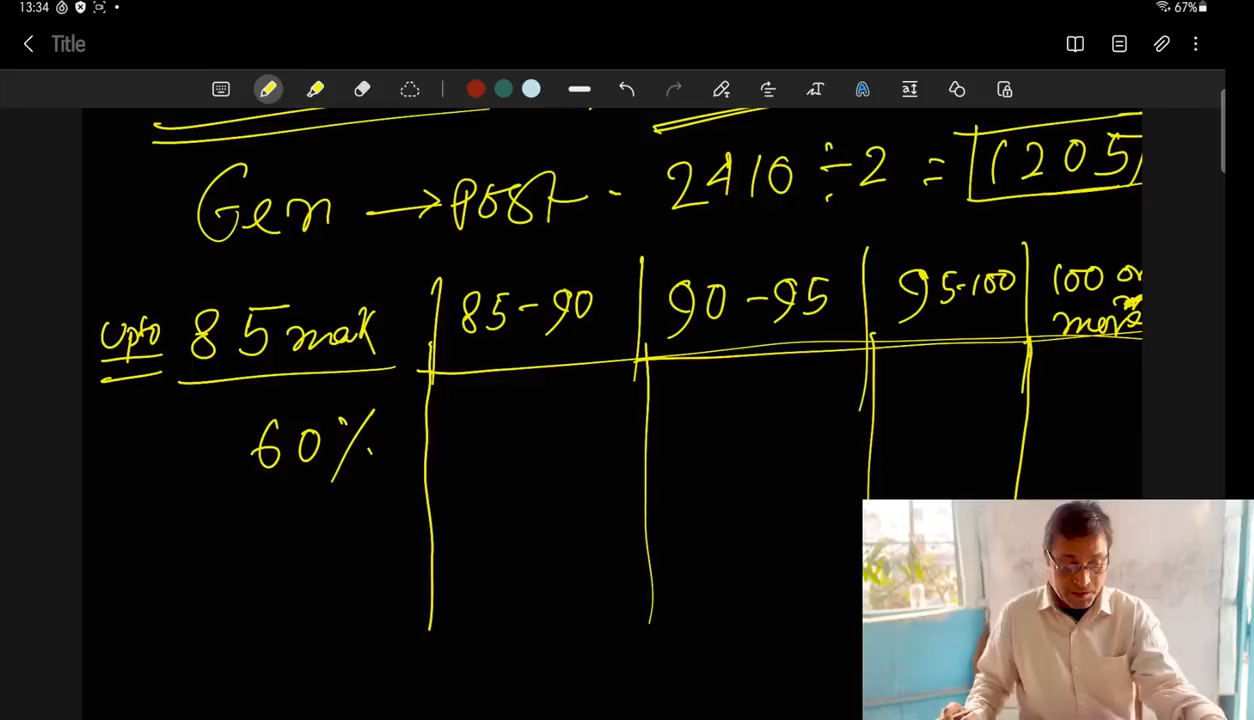 13:34 67%
Title
Gen → Post - 2410 ÷ 2 = 1205
upto 85 mak 85-90 90-95 95-100 100 or more
60%